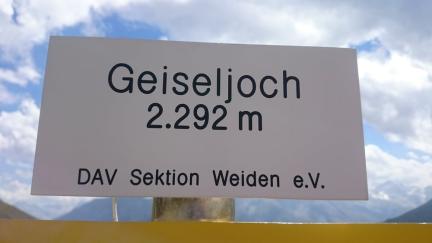 Geiseljoch
2.292 m
DAV Sektion Weiden e.V.